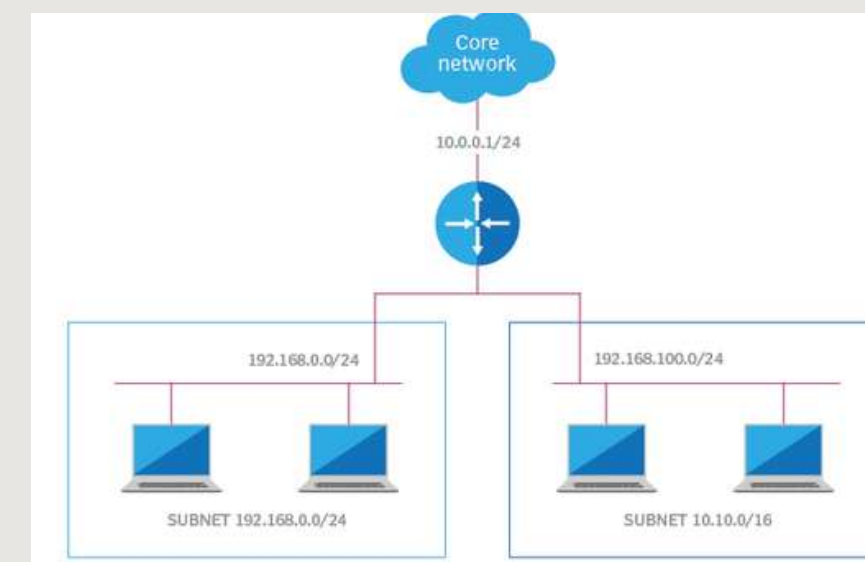 Core
network
10.0.0.1/24
192.168.0.0/24
192.168.100.0/24
SUBNET 192.168.0.0/24
SUBNET 10.10.0/16